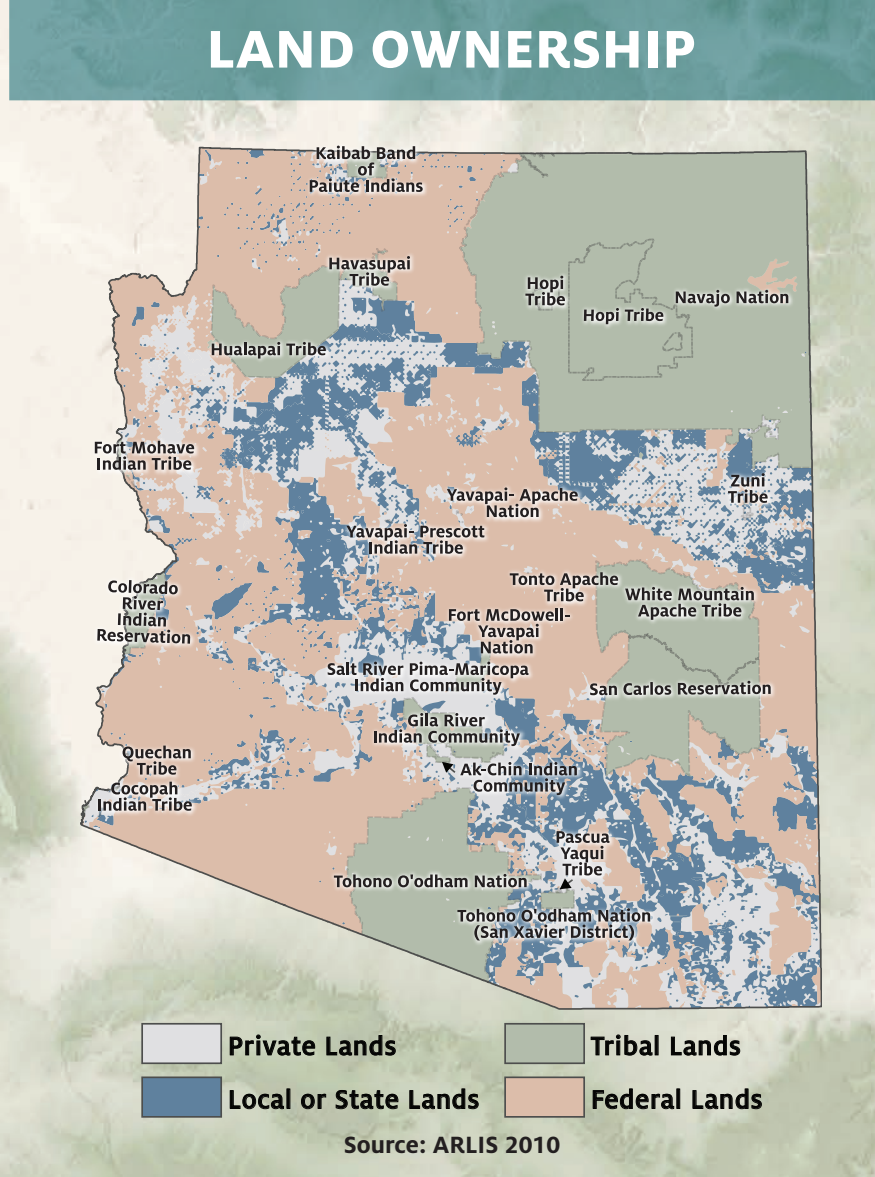 LAND OWNERSHIP
Kaibab Band
of
Paiute Indians
Havasupai
Tribe
Hopi
Tribe
Hopi Tribe
Navajo Nation
Hualapai Tribe
Fort Mohave
Indian Tribe
Zuni
Tribe
Yavapai- Apache
Nation
Yavapai- Prescott
Indian Tribe
Tonto Apache
Tribe
White Mountain
Apache Tribe
Colorado
River
Indian
Reservation
Fort McDowell-
Yavapai
Nation
Salt River Pima-Maricopa
Indian Community
San Carlos Reservation
Gila River
Indian Community
Quechan
Tribe
Ak-Chin Indian
Community
Cocopah
Indian Tribe
Pascua
Yaqui
Tribe
Tohono O'odham Nation
Tohono O'odham Nation
(San Xavier District)
Private Lands
Tribal Lands
Local or State Lands
Federal Lands
Source: ARLIS 2010